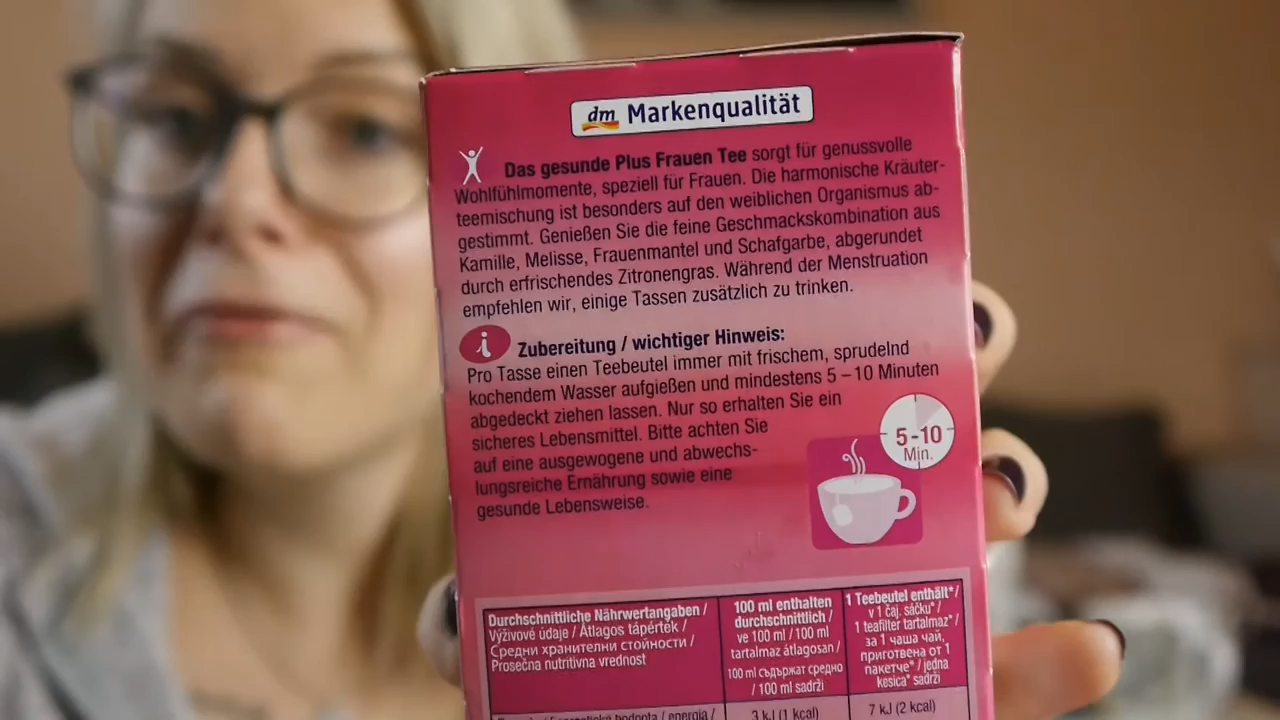 dm Markenqualität
Das gesunde Plus Frauen Tee sorgt für genussvolle
Wohlfühlmomente, speziell für Frauen. Die harmonische Kräuter-
teemischung ist besonders auf den weiblichen Organismus ab-
gestimmt. Genießen Sie die feine Geschmackskombination aus
Kamille, Melisse, Frauenmantel und Schafgarbe, abgerundet
durch erfrischendes Zitronengras. Während der Menstruation
empfehlen wir, einige Tassen zusätzlich zu trinken.
i Zubereitung / wichtiger Hinweis:
Pro Tasse einen Teebeutel immer mit frischem, sprudelnd
kochendem Wasser aufgießen und mindestens 5 – 10 Minuten
abgedeckt ziehen lassen. Nur so erhalten Sie ein
sicheres Lebensmittel. Bitte achten Sie
auf eine ausgewogene und abwechs-
lungsreiche Ernährung sowie eine
gesunde Lebensweise.
5-10
Min.
Durchschnittliche Nährwertangaben /
Výživové údaje / Átlagos tápérték /
Средни хранителни стойности /
Prosečna nutritivna vrednost
100 ml enthalten
durchschnittlich /
ve 100 ml / 100 ml
tartalmaz átlagosan /
100 ml съдържат средно
/ 100 ml sadrži
1 Teebeutel enthält* /
v 1 čaj. sáčku* /
1 teafilter tartalmaz* /
за 1 чаша чай,
приготвена от 1
пакетче* / jedna
kesica* sadrži
hodnota / energia /
3 kJ (1 kcal)
7 kJ (2 kcal)